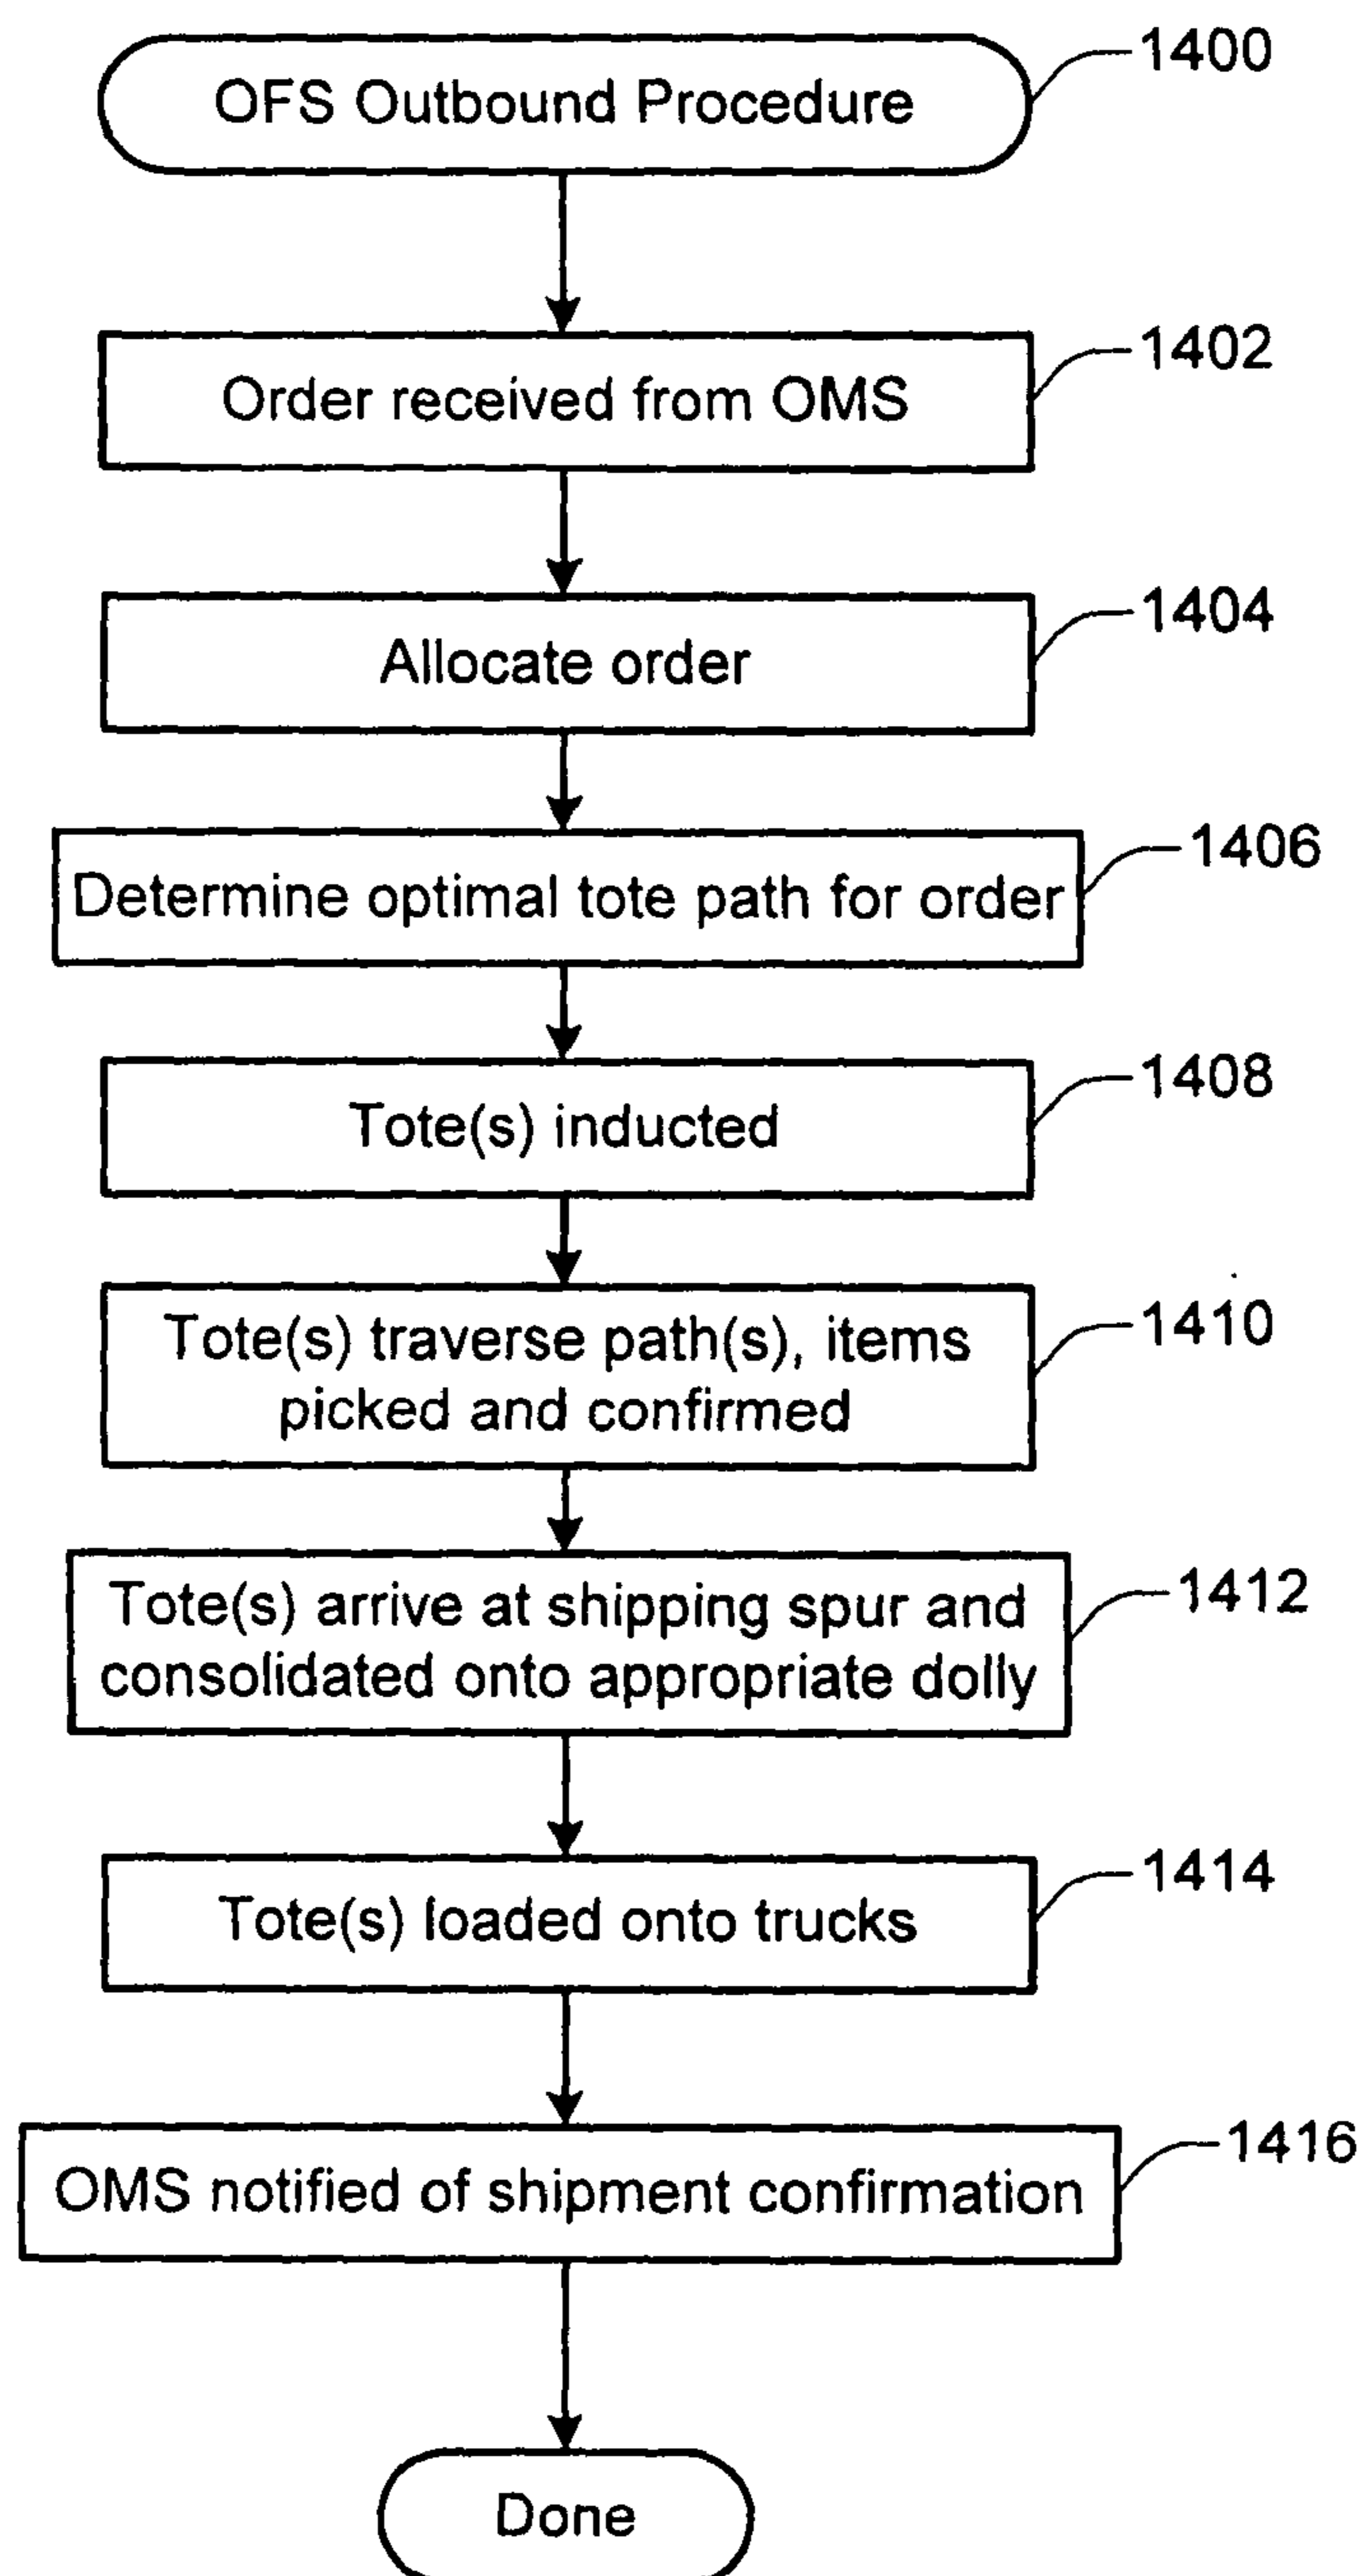 OFS Outbound Procedure
1400
Order received from OMS
1402
Allocate order
1404
Determine optimal tote path for order
1406
Tote(s) inducted
1408
Tote(s) traverse path(s), items
picked and confirmed
1410
Tote(s) arrive at shipping spur and
consolidated onto appropriate dolly
1412
Tote(s) loaded onto trucks
1414
OMS notified of shipment confirmation
1416
Done